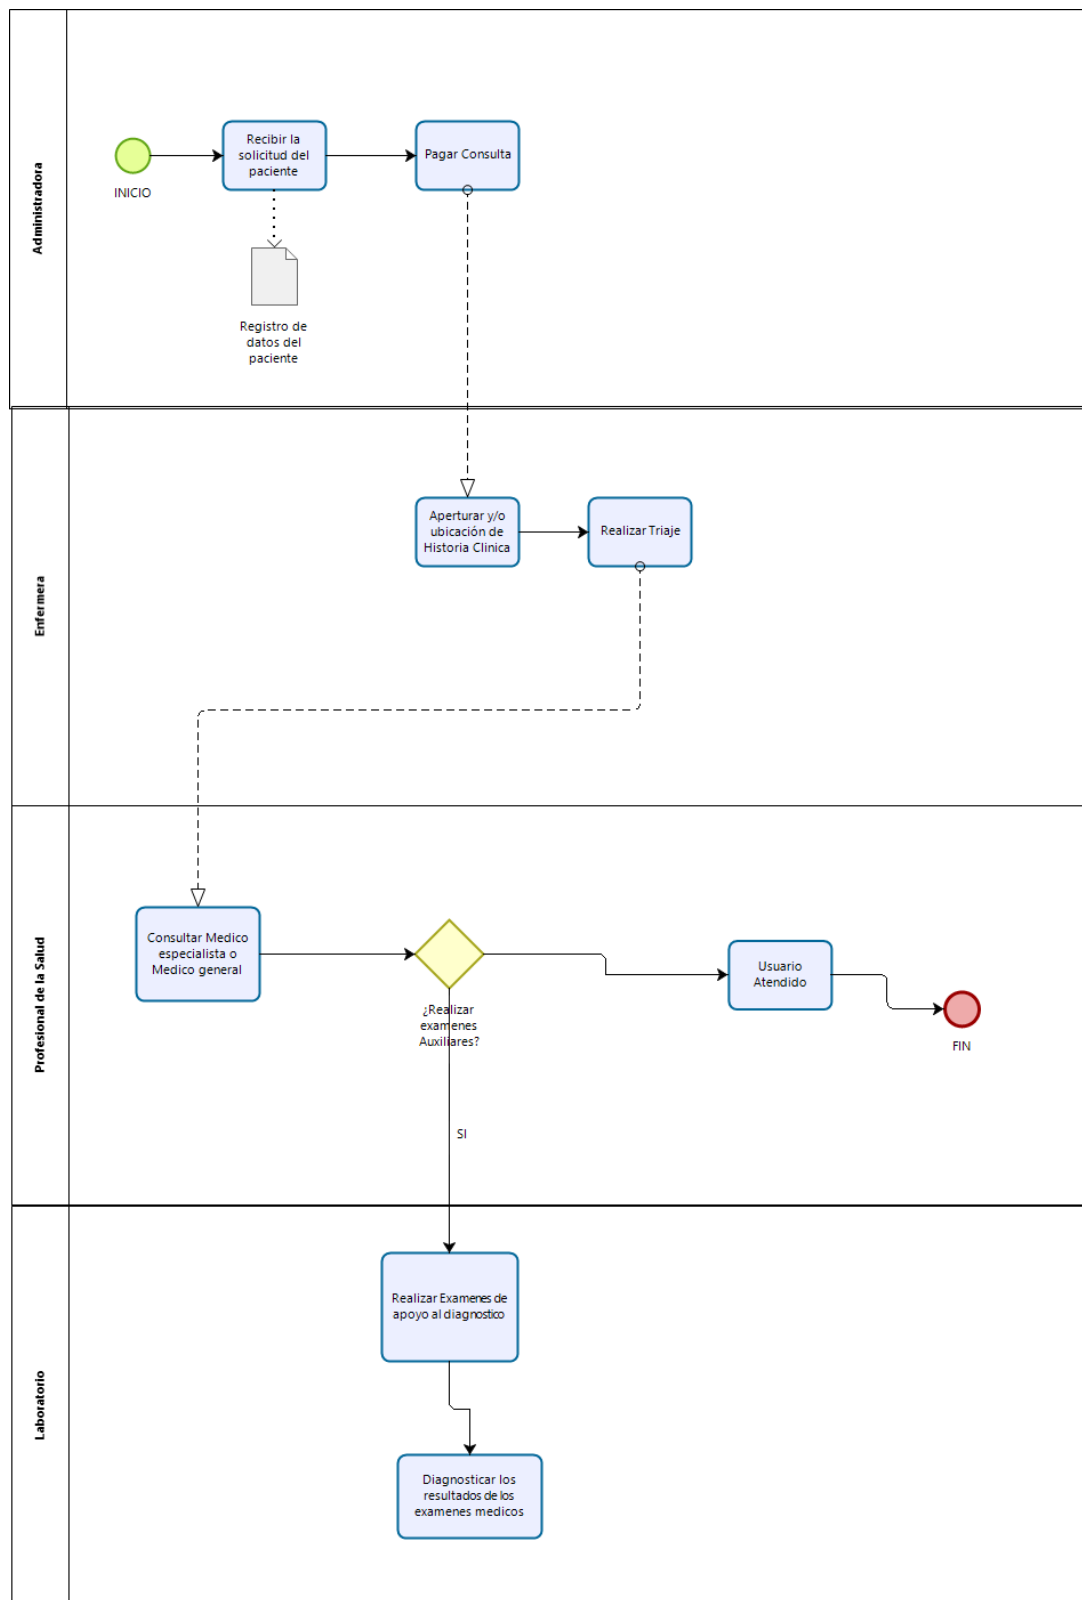 Administradora
INICIO
Recibir la
solicitud del
paciente
Pagar Consulta
Registro de
datos del
paciente
Enfermera
Aperturar y/o
ubicación de
Historia Clinica
Realizar Triaje
Profesional de la Salud
Consultar Medico
especialista o
Medico general
¿Realizar
examenes
Auxiliares?
Usuario
Atendido
FIN
SI
Laboratorio
Realizar Examenes de
apoyo al diagnostico
Diagnosticar los
resultados de los
examenes medicos